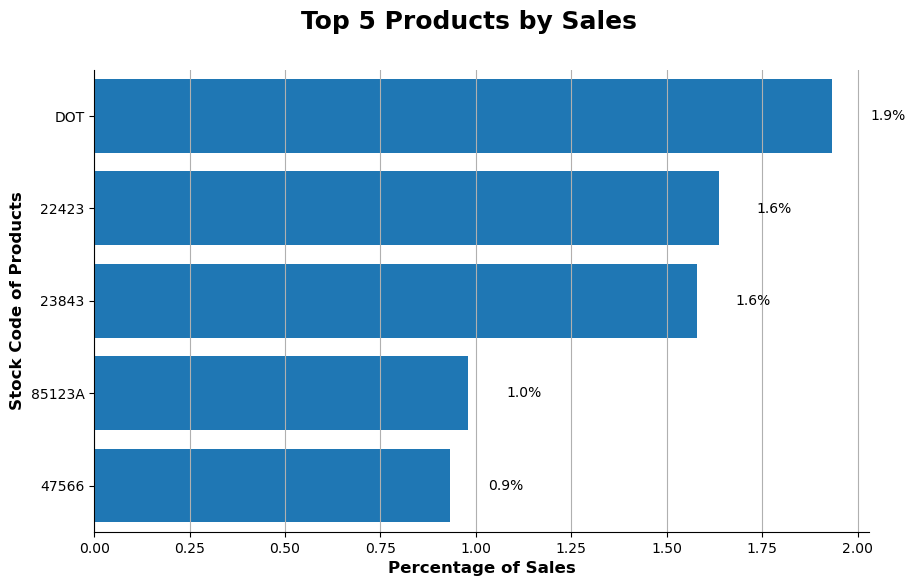 Top 5 Products by Sales
Stock Code of Products
DOT
1.9%
22423
1.6%
23843
1.6%
85123A
1.0%
47566
0.9%
0.00 0.25 0.50 0.75 1.00 1.25 1.50 1.75 2.00
Percentage of Sales